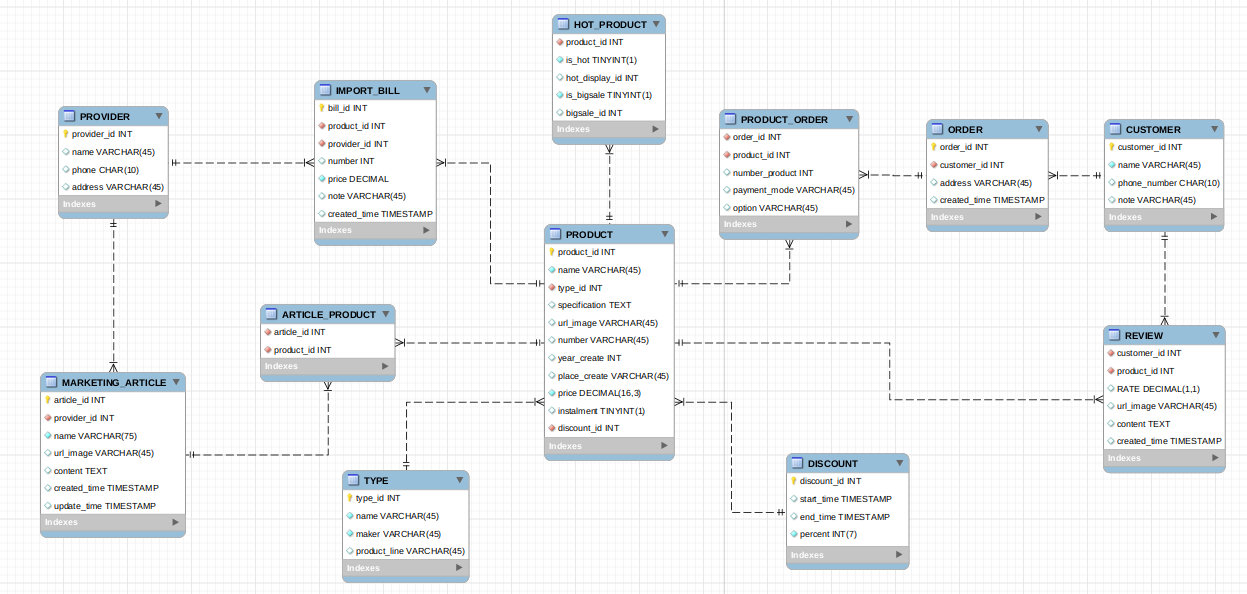 HOT_PRODUCT
product_id INT
is_hot TINYINT(1)
hot_display_id INT
is_bigsale TINYINT(1)
bigsale_id INT
Indexes
IMPORT_BILL
bill_id INT
product_id INT
provider_id INT
number INT
price DECIMAL
note VARCHAR(45)
created_time TIMESTAMP
Indexes
PROVIDER
provider_id INT
name VARCHAR(45)
phone CHAR(10)
address VARCHAR(45)
Indexes
PRODUCT_ORDER
order_id INT
product_id INT
number_product INT
payment_mode VARCHAR(45)
option VARCHAR(45)
Indexes
ORDER
order_id INT
customer_id INT
address VARCHAR(45)
created_time TIMESTAMP
Indexes
CUSTOMER
customer_id INT
name VARCHAR(45)
phone_number CHAR(10)
note VARCHAR(45)
Indexes
PRODUCT
product_id INT
name VARCHAR(45)
type_id INT
specification TEXT
url_image VARCHAR(45)
number VARCHAR(45)
year_create INT
place_create VARCHAR(45)
price DECIMAL(16,3)
instalment TINYINT(1)
discount_id INT
Indexes
ARTICLE_PRODUCT
article_id INT
product_id INT
Indexes
REVIEW
customer_id INT
product_id INT
RATE DECIMAL(1,1)
url_image VARCHAR(45)
content TEXT
created_time TIMESTAMP
Indexes
MARKETING_ARTICLE
article_id INT
provider_id INT
name VARCHAR(75)
url_image VARCHAR(45)
content TEXT
created_time TIMESTAMP
update_time TIMESTAMP
Indexes
TYPE
type_id INT
name VARCHAR(45)
maker VARCHAR(45)
product_line VARCHAR(45)
Indexes
DISCOUNT
discount_id INT
start_time TIMESTAMP
end_time TIMESTAMP
percent INT(7)
Indexes